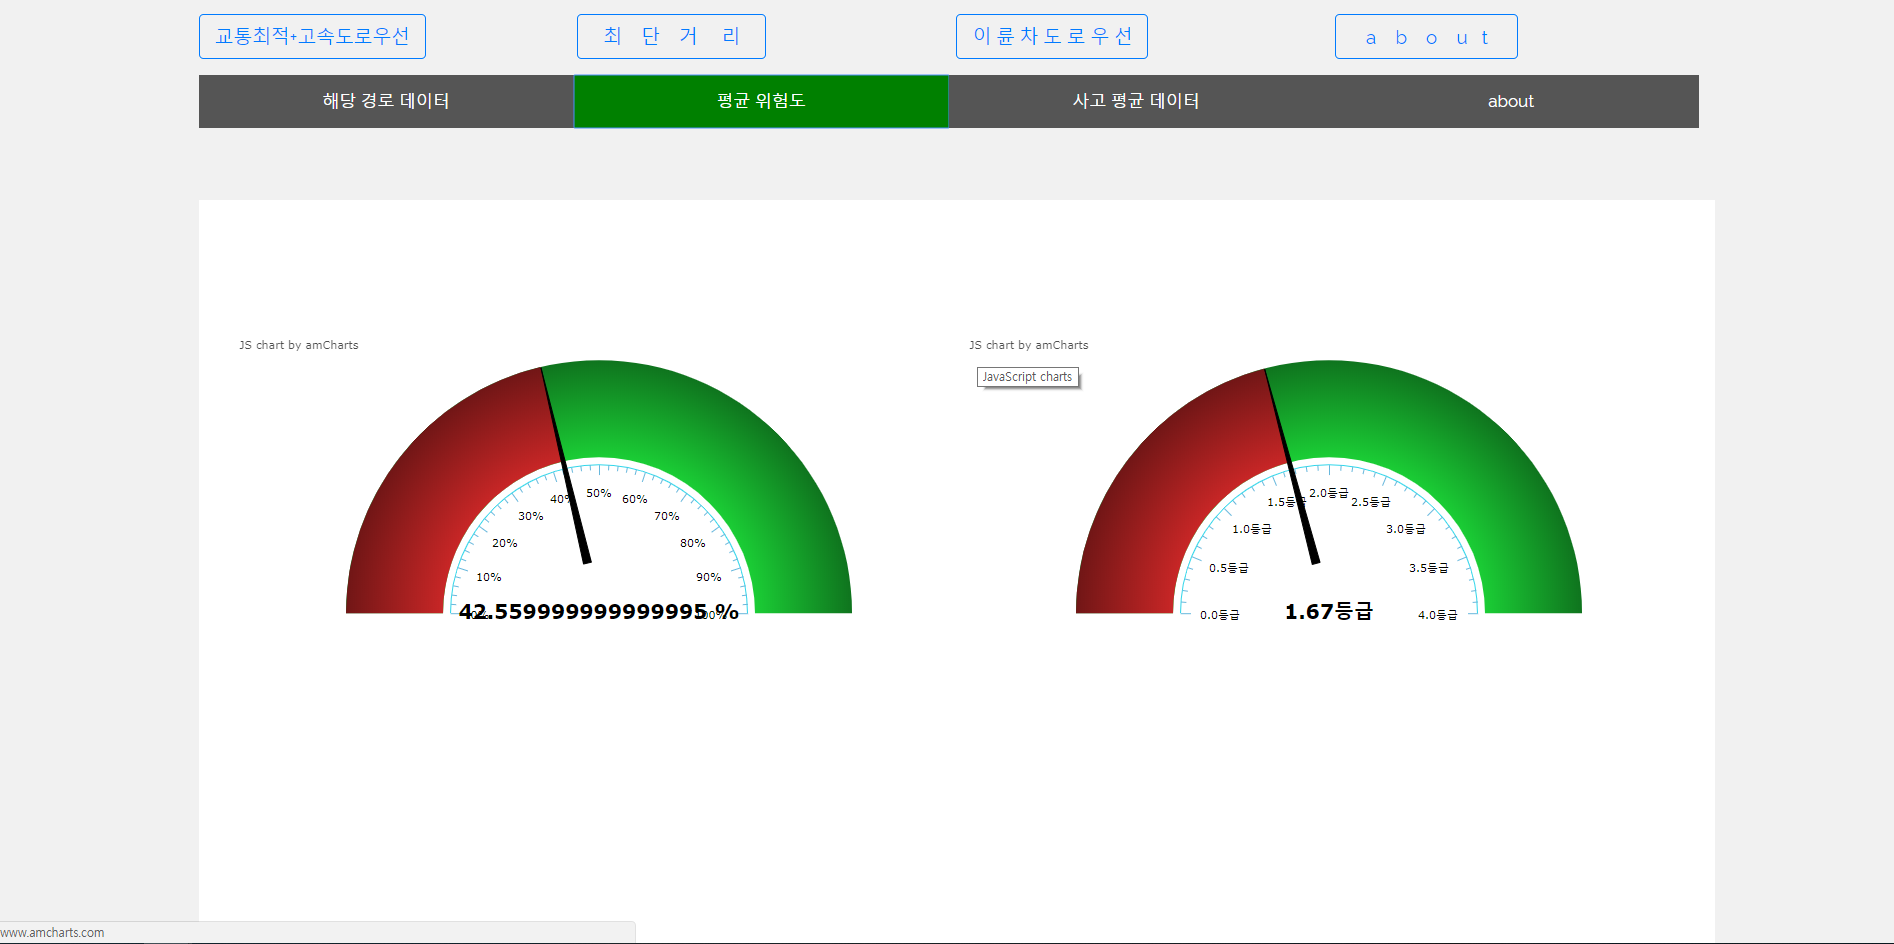 교통최적+고속도로우선
최 단 거 리
이 륜 차 도 로 우 선
a b o u t
해당 경로 데이터
평균 위험도
사고 평균 데이터
about
JS chart by amCharts
0%
10%
20%
30%
40%
50%
60%
70%
80%
90%
100%
42.559999999999995 %
JS chart by amCharts
JavaScript charts
0.0등급
0.5등급
1.0등급
1.5등급
2.0등급
2.5등급
3.0등급
3.5등급
4.0등급
1.67등급
www.amcharts.com